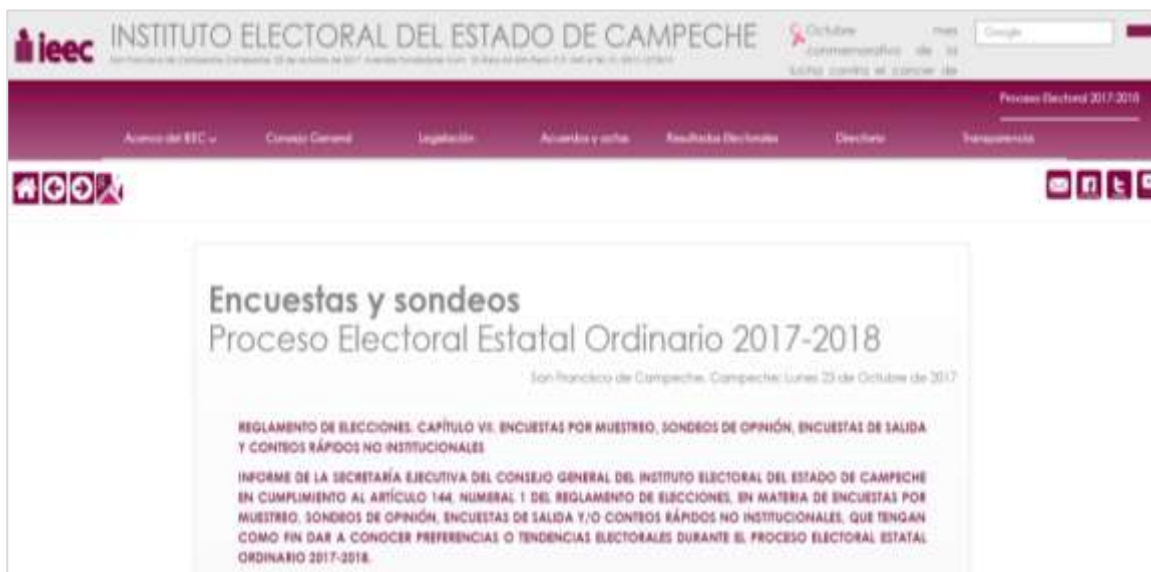 ieec
INSTITUTO ELECTORAL DEL ESTADO DE CAMPECHE
Octubre mes
conmemorativo de la
lucha contra el cancer de
Google
Proceso Electoral 2017-2018
Acerca del IEEC
Consejo General
Legislación
Acuerdos y actas
Resultados Electorales
Directorio
Transparencia
Encuestas y sondeos
Proceso Electoral Estatal Ordinario 2017-2018
San Francisco de Campeche, Campeche; Lunes 23 de Octubre de 2017
REGLAMENTO DE ELECCIONES. CAPÍTULO VII. ENCUESTAS POR MUESTREO, SONDEOS DE OPINIÓN, ENCUESTAS DE SALIDA
Y CONTEOS RÁPIDOS NO INSTITUCIONALES
INFORME DE LA SECRETARÍA EJECUTIVA DEL CONSEJO GENERAL DEL INSTITUTO ELECTORAL DEL ESTADO DE CAMPECHE
EN CUMPLIMIENTO AL ARTÍCULO 144, NUMERAL 1 DEL REGLAMENTO DE ELECCIONES, EN MATERIA DE ENCUESTAS POR
MUESTREO, SONDEOS DE OPINIÓN, ENCUESTAS DE SALIDA Y/O CONTEOS RÁPIDOS NO INSTITUCIONALES, QUE TENGAN
COMO FIN DAR A CONOCER PREFERENCIAS O TENDENCIAS ELECTORALES DURANTE EL PROCESO ELECTORAL ESTATAL
ORDINARIO 2017-2018.